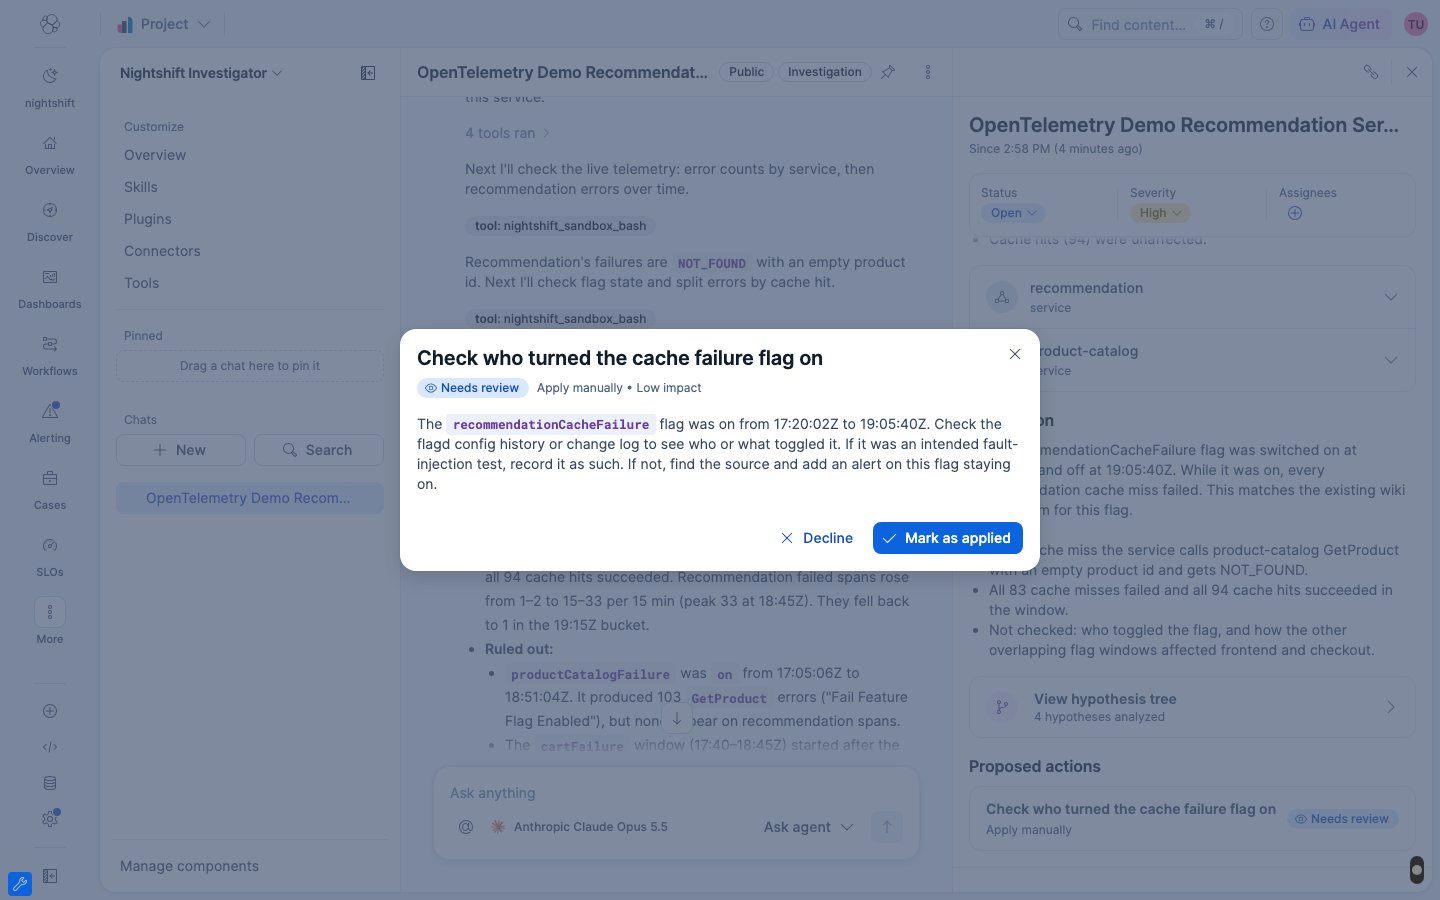 Project
Find content...
⌘ /
AI Agent
TU
nightshift
Overview
Discover
Dashboards
Workflows
Alerting
Cases
SLOs
More
Nightshift Investigator
Customize
Overview
Skills
Plugins
Connectors
Tools
Pinned
Drag a chat here to pin it
Chats
New
Search
OpenTelemetry Demo Recom...
Manage components
OpenTelemetry Demo Recommendat...
Public
Investigation
this service.
4 tools ran
Next I'll check the live telemetry: error counts by service, then
recommendation errors over time.
tool: nightshift_sandbox_bash
Recommendation's failures are NOT_FOUND with an empty product
id. Next I'll check flag state and split errors by cache hit.
tool: nightshift_sandbox_bash
Check who turned the cache failure flag on
Needs review
Apply manually • Low impact
The recommendationCacheFailure flag was on from 17:20:02Z to 19:05:40Z. Check the
flagd config history or change log to see who or what toggled it. If it was an intended fault-
injection test, record it as such. If not, find the source and add an alert on this flag staying
on.
Decline
Mark as applied
all 94 cache hits succeeded. Recommendation failed spans rose
from 1–2 to 15–33 per 15 min (peak 33 at 18:45Z). They fell back
to 1 in the 19:15Z bucket.
• Ruled out:
• productCatalogFailure was on from 17:05:06Z to
18:51:04Z. It produced 103 GetProduct errors ("Fail Feature
Flag Enabled"), but none appear on recommendation spans.
• The cartFailure window (17:40–18:45Z) started after the
Ask anything
Anthropic Claude Opus 5.5
Ask agent
OpenTelemetry Demo Recommendation Ser...
Since 2:58 PM (4 minutes ago)
Status
Open
Severity
High
Assignees
• Cache hits (94) were unaffected.
recommendation
service
product-catalog
service
on
recommendationCacheFailure flag was switched on at
and off at 19:05:40Z. While it was on, every
recommendation cache miss failed. This matches the existing wiki
for this flag.
cache miss the service calls product-catalog GetProduct
with an empty product id and gets NOT_FOUND.
• All 83 cache misses failed and all 94 cache hits succeeded in
the window.
• Not checked: who toggled the flag, and how the other
overlapping flag windows affected frontend and checkout.
View hypothesis tree
4 hypotheses analyzed
Proposed actions
Check who turned the cache failure flag on
Apply manually
Needs review